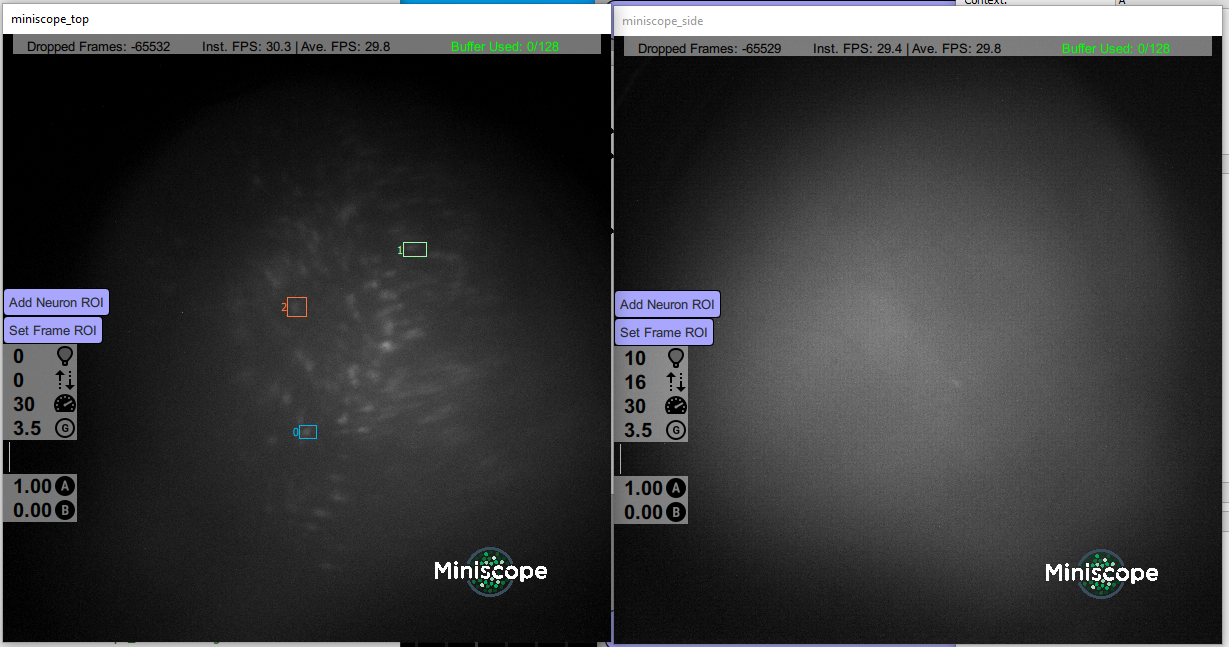 Context:
A
miniscope_top
Dropped Frames: -65532 Inst. FPS: 30.3 | Ave. FPS: 29.8 Buffer Used: 0/128
1
2
0
Add Neuron ROI
Set Frame ROI
0
0
30
3.5 G
1.00 A
0.00 B
Miniscope
miniscope_side
Dropped Frames: -65529 Inst. FPS: 29.4 | Ave. FPS: 29.8 Buffer Used: 0/128
Add Neuron ROI
Set Frame ROI
10
16
30
3.5 G
1.00 A
0.00 B
Miniscope